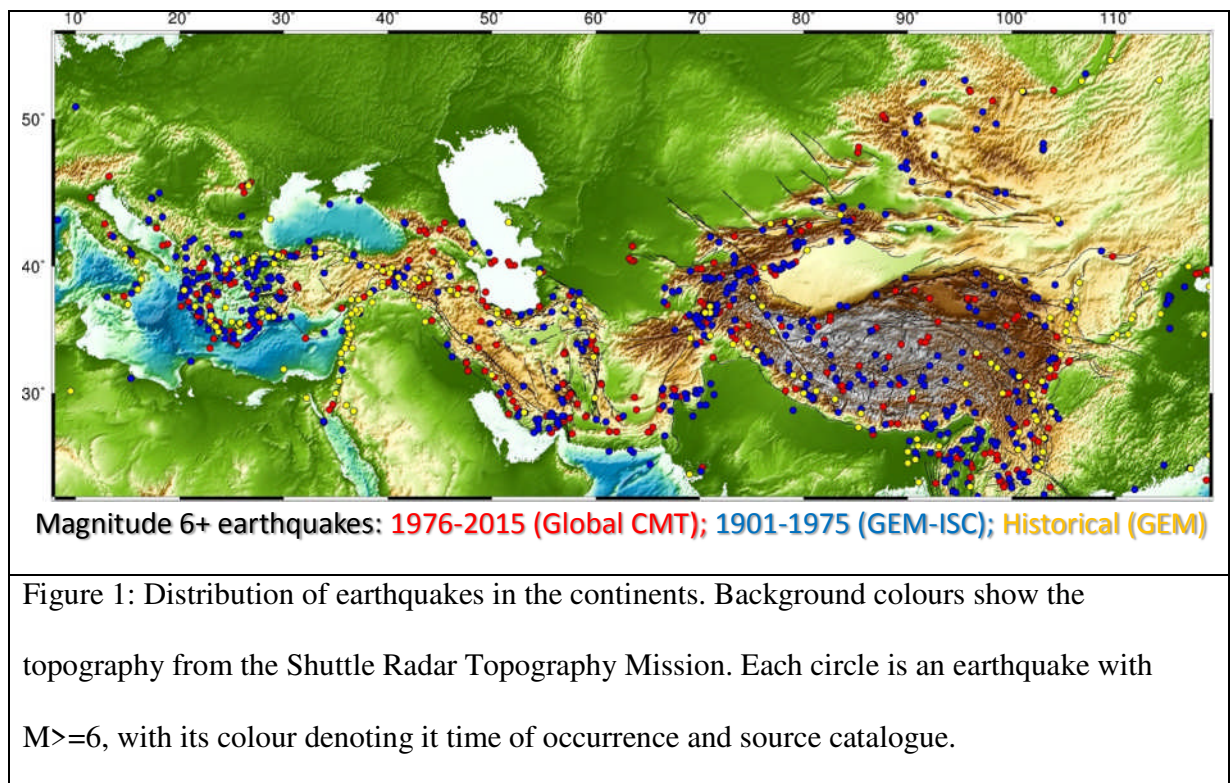 10° 20° 30° 40° 50° 60° 70° 80° 90° 100° 110°
50°
40°
30°
Magnitude 6+ earthquakes: 1976-2015 (Global CMT); 1901-1975 (GEM-ISC); Historical (GEM)
Figure 1: Distribution of earthquakes in the continents. Background colours show the
topography from the Shuttle Radar Topography Mission. Each circle is an earthquake with
M>=6, with its colour denoting it time of occurrence and source catalogue.